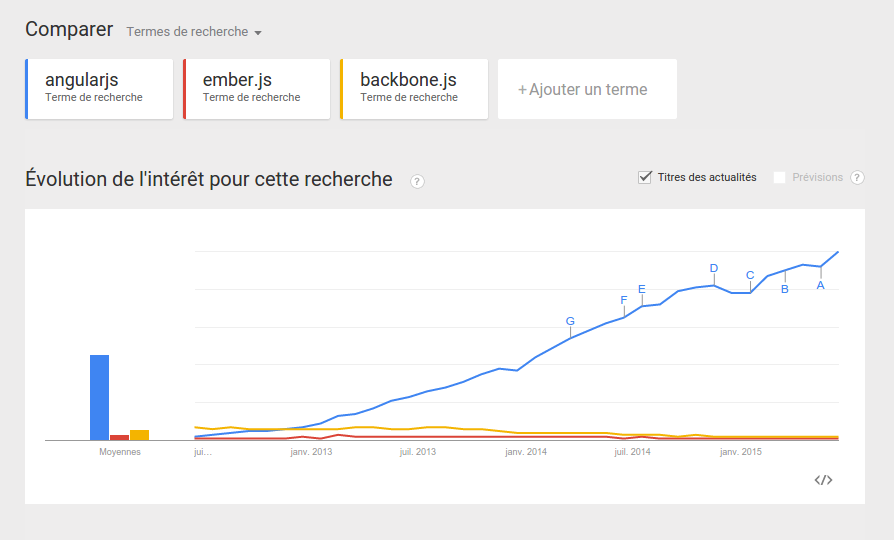 Comparer Termes de recherche
angularjs
Terme de recherche
ember.js
Terme de recherche
backbone.js
Terme de recherche
+Ajouter un terme
Évolution de l'intérêt pour cette recherche ?
Titres des actualités
Prévisions ?
G
F
E
D
C
B
A
Moyennes
jui...
janv. 2013
juil. 2013
janv. 2014
juil. 2014
janv. 2015
</>